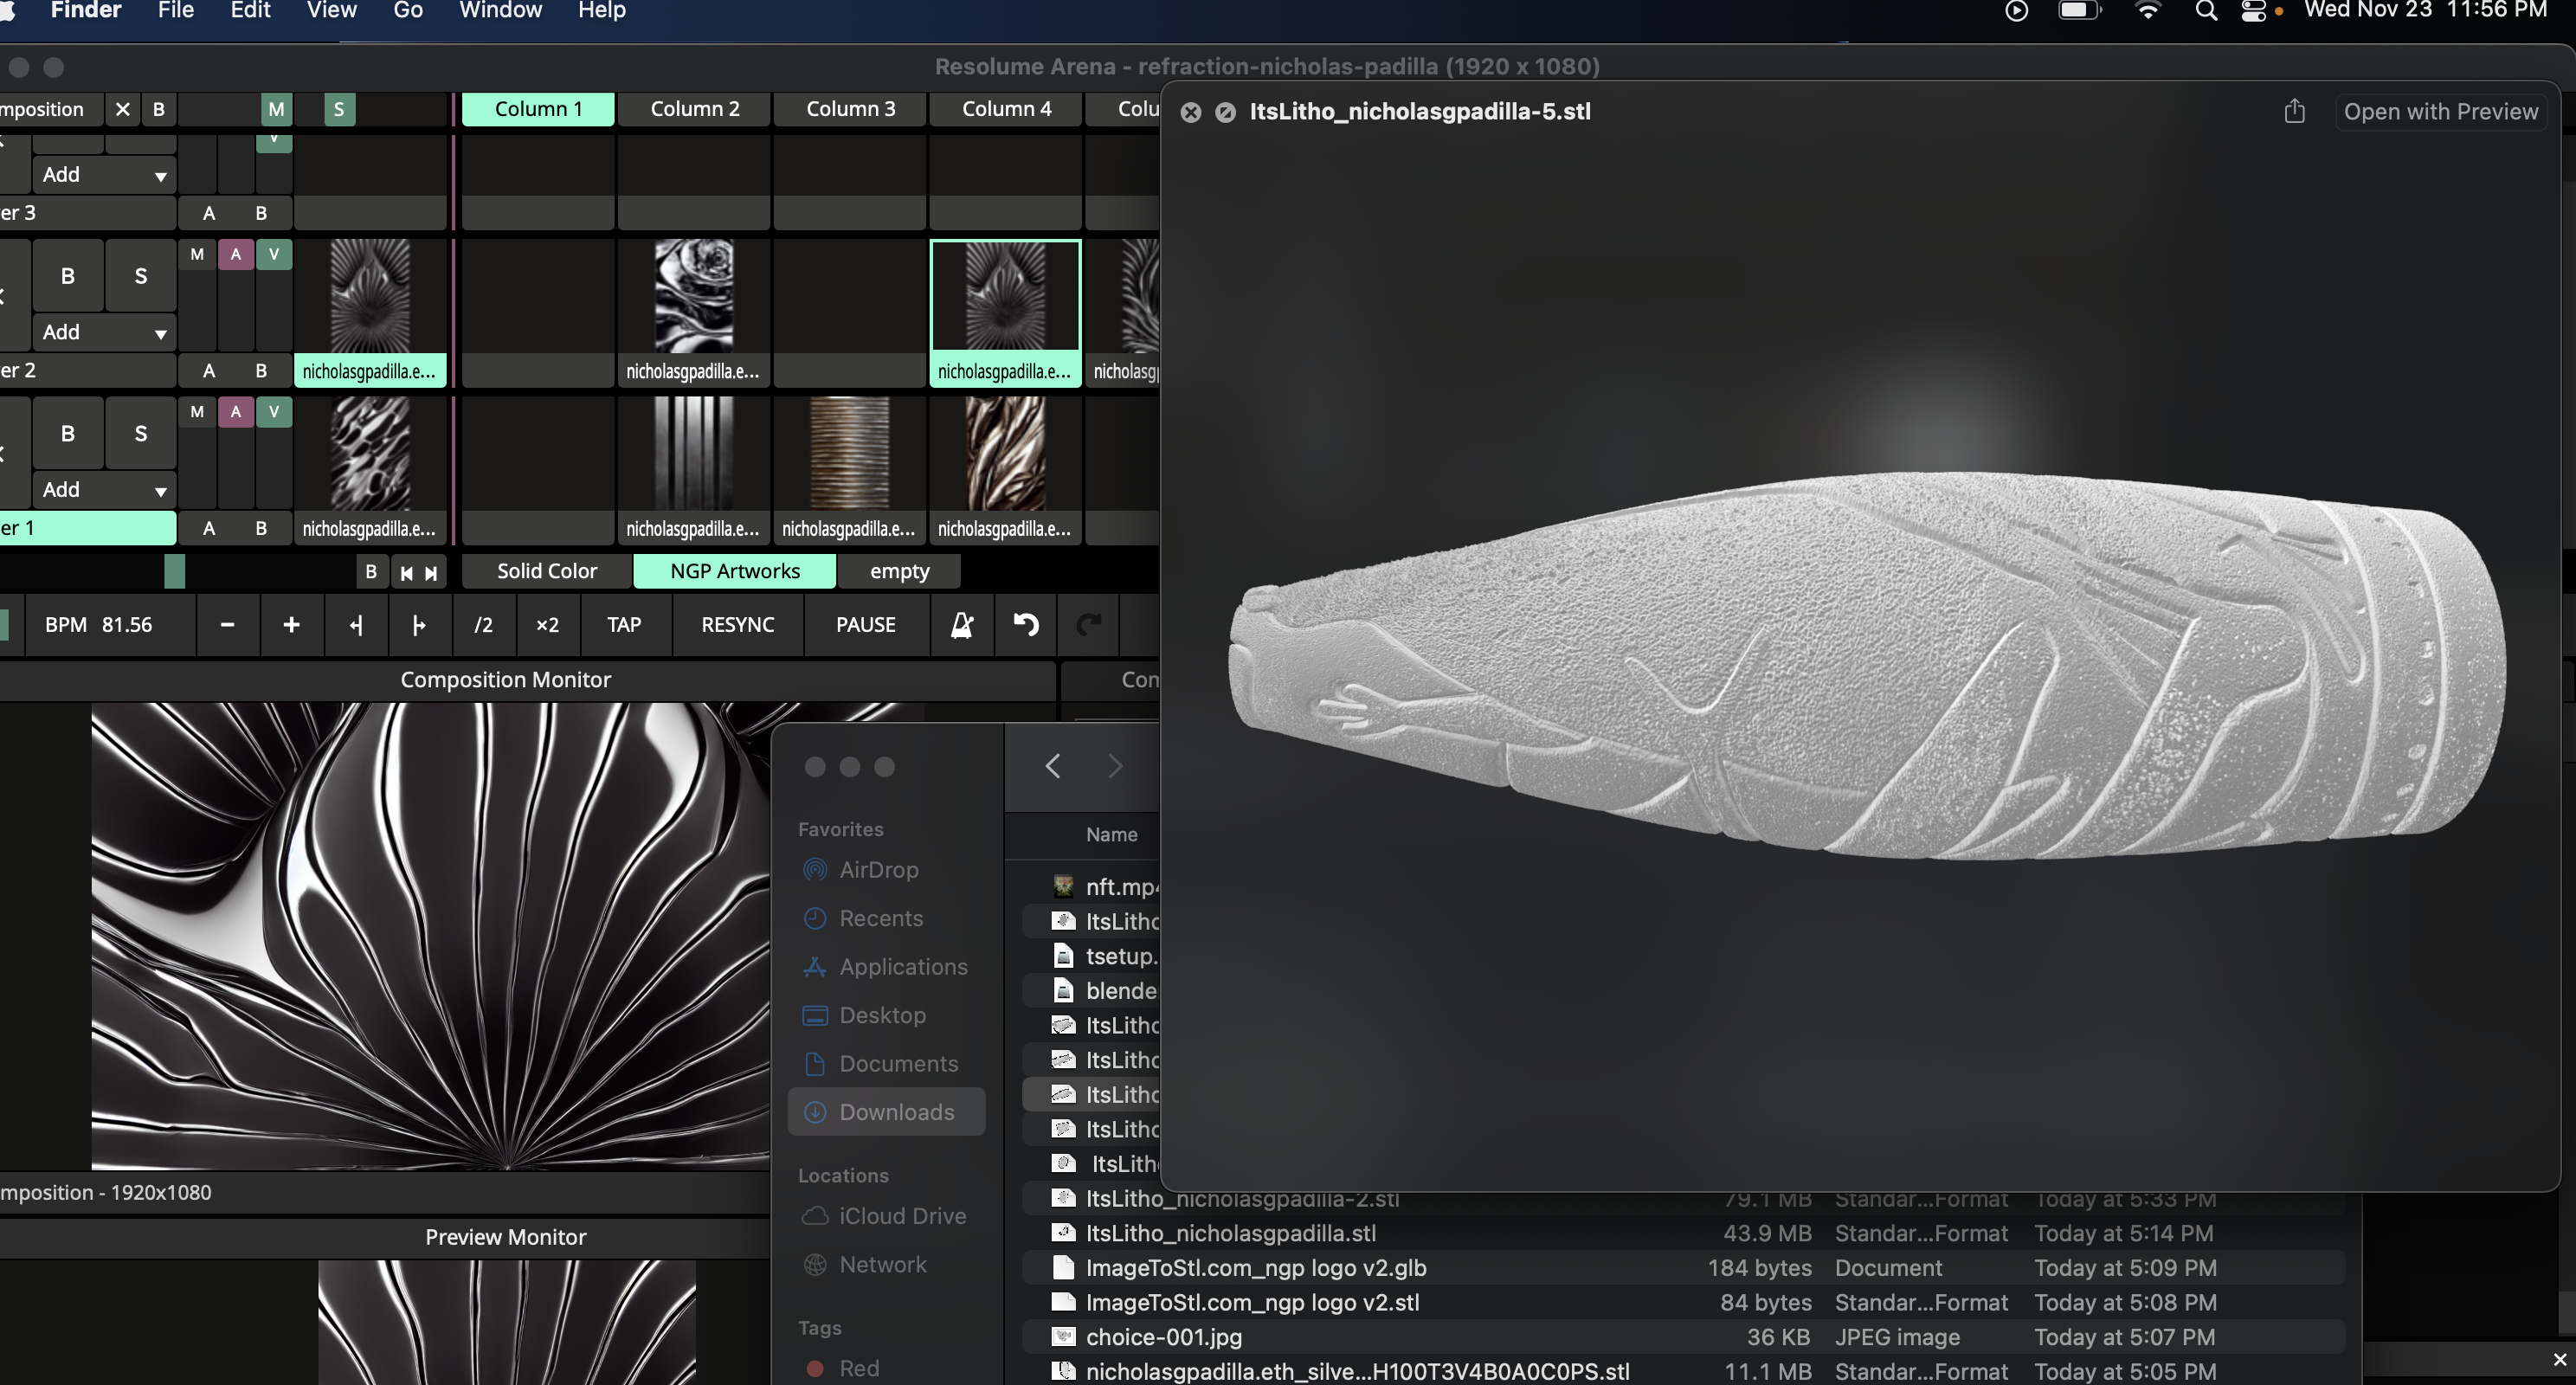 Finder File Edit View Go Window Help Wed Nov 23 11:56 PM
Resolume Arena - refraction-nicholas-padilla (1920 x 1080)
mposition B M S Column 1 Column 2 Column 3 Column 4 Colu
V
Add
er 3 A B
B S M A V
Add
er 2 A B nicholasgpadilla.e... nicholasgpadilla.e... nicholasgpadilla.e... nicholasg
B S M A V
Add
er 1 A B nicholasgpadilla.e... nicholasgpadilla.e... nicholasgpadilla.e... nicholasgpadilla.e...
B Solid Color NGP Artworks empty
BPM 81.56 - + /2 ×2 TAP RESYNC PAUSE
Composition Monitor Com
mposition - 1920x1080
Preview Monitor
ItsLitho_nicholasgpadilla-5.stl Open with Preview
Favorites
AirDrop
Recents
Applications
Desktop
Documents
Downloads
Locations
iCloud Drive
Network
Tags
Red
Name
nft.mp4
ItsLitho
tsetup.
blende
ItsLitho
ItsLitho
ItsLitho
ItsLitho
ItsLith
ItsLitho_nicholasgpadilla-2.stl 79.1 MB Standar...Format Today at 5:33 PM
ItsLitho_nicholasgpadilla.stl 43.9 MB Standar...Format Today at 5:14 PM
ImageToStl.com_ngp logo v2.glb 184 bytes Document Today at 5:09 PM
ImageToStl.com_ngp logo v2.stl 84 bytes Standar...Format Today at 5:08 PM
choice-001.jpg 36 KB JPEG image Today at 5:07 PM
nicholasgpadilla.eth_silve...H100T3V4B0A0C0PS.stl 11.1 MB Standar...Format Today at 5:05 PM